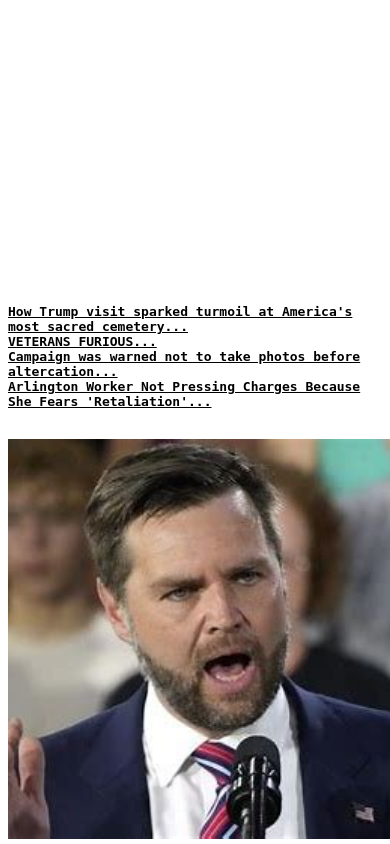 How Trump visit sparked turmoil at America's
most sacred cemetery...
VETERANS FURIOUS...
Campaign was warned not to take photos before
altercation...
Arlington Worker Not Pressing Charges Because
She Fears 'Retaliation'...